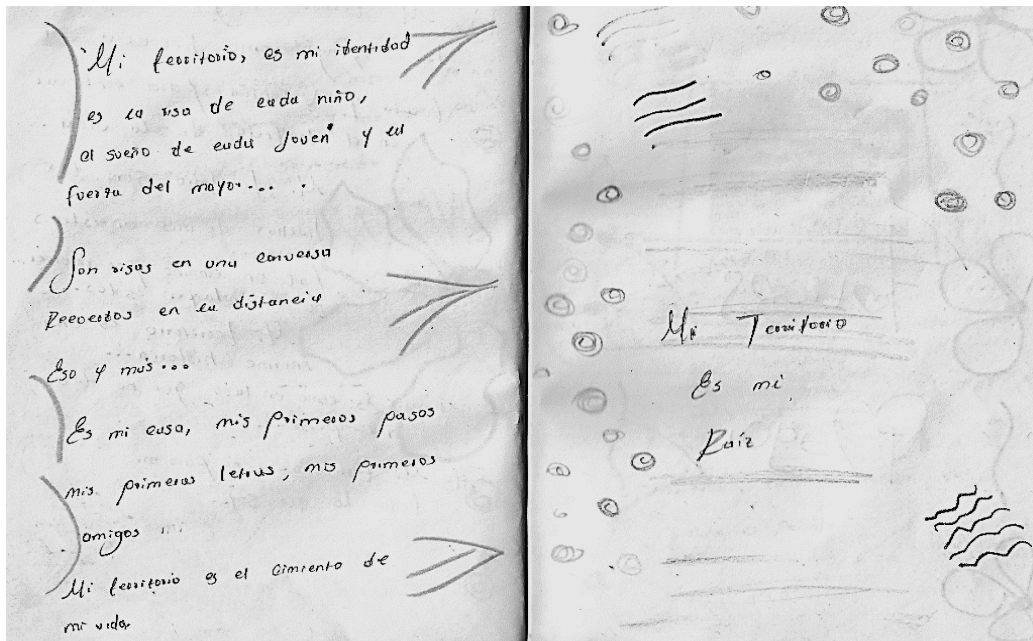 Mi territorio, es mi identidad
es la risa de cada niño,
el sueño de cada joven y la
fuerza del mayor.... .
Son risas en una conversa
Recuerdos en la distancia
Eso y mas...
Es mi casa, mis primeros pasos
mis primeras letras, mis primeros
amigos ...
Mi territorio es el cimiento de
mi vida.
Mi Territorio
Es mi
Raíz